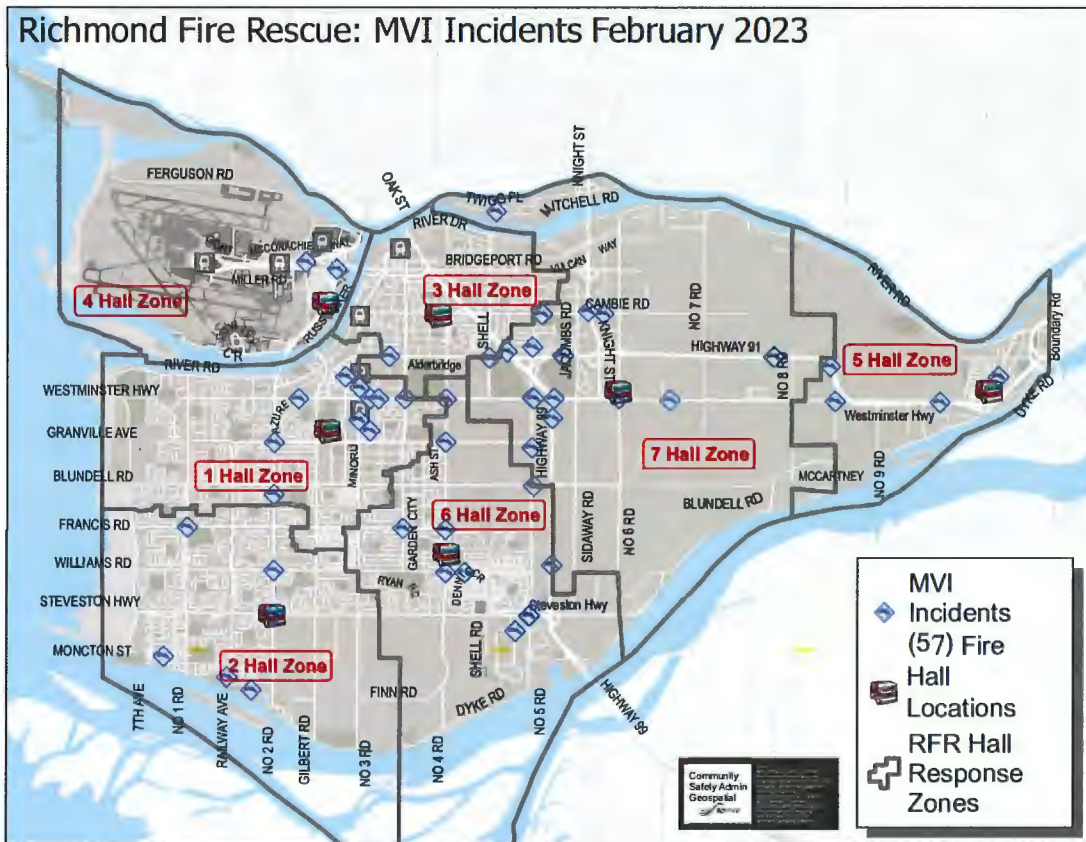 Richmond Fire Rescue: MVI Incidents February 2023
FERGUSON RD
OAK ST
TWIGG PL
KNIGHT ST
MITCHELL RD
RIVER DR
MILLER RD
BRIDGEPORT RD
VULCAN WAY
4 Hall Zone
3 Hall Zone
CAMBIE RD
NO 7 RD
RIVER RD
Boundary Rd
SHELL
JACOMBS RD
KNIGHT ST
HIGHWAY 91
NO 8 RD
5 Hall Zone
RIVER RD
Alderbridge
WESTMINSTER HWY
AZURE
Westminster Hwy
DYKE RD
GRANVILLE AVE
MINORU
ASH ST
HIGHWAY 99
7 Hall Zone
1 Hall Zone
BLUNDELL RD
MCCARTNEY
NO 9 RD
BLUNDELL RD
FRANCIS RD
GARDEN CITY
6 Hall Zone
SIDAWAY RD
NO 6 RD
WILLIAMS RD
RYAN RD
STEVESTON HWY
Steveston Hwy
SHELL RD
MONCTON ST
2 Hall Zone
FINN RD
DYKE RD
HIGHWAY 99
7TH AVE
NO 1 RD
RAILWAY AVE
NO 2 RD
GILBERT RD
NO 3 RD
NO 4 RD
NO 5 RD
Community
Safety Admin
Geospatial
MVI
Incidents
(57) Fire
Hall
Locations
RFR Hall
Response
Zones